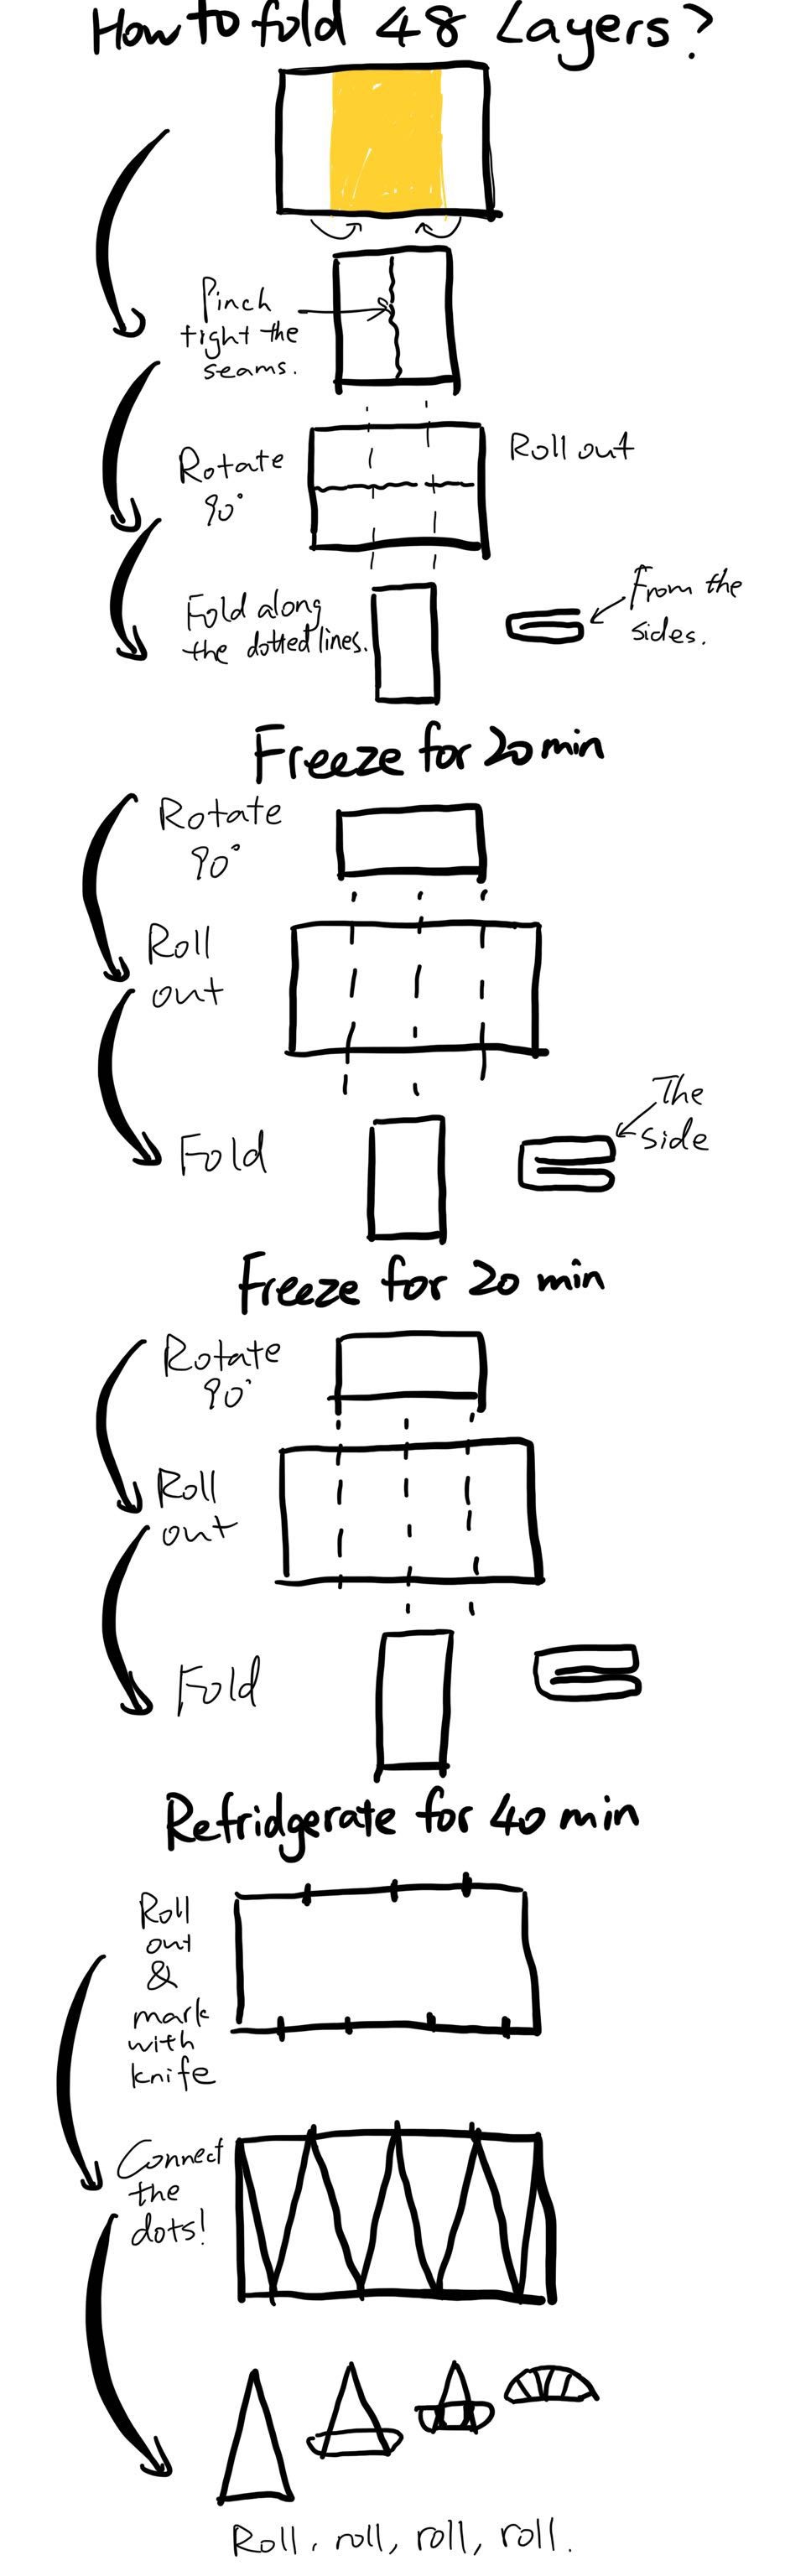 How to fold 48 Layers?
Pinch
tight the
seams.
Rotate
90°
Roll out
Fold along
the dotted lines.
From the
sides.
Freeze for 20 min
Rotate
90°
Roll
out
Fold
The
side
Freeze for 20 min
Rotate
90°
Roll
out
Fold
Refridgerate for 40 min
Roll
out
&
mark
with
knife
Connect
the
dots!
Roll, roll, roll, roll.